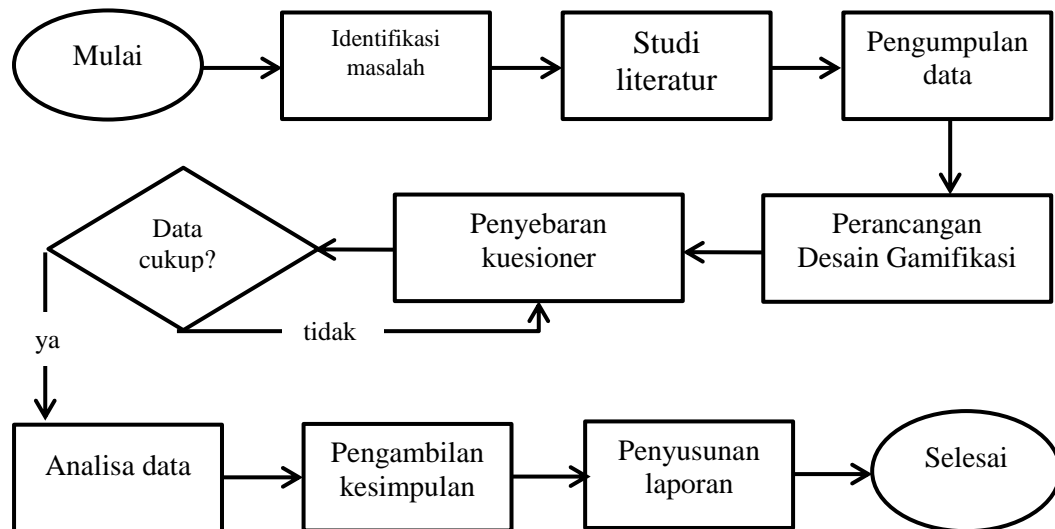 Mulai
Identifikasi
masalah
Studi
literatur
Pengumpulan
data
Perancangan
Desain Gamifikasi
Penyebaran
kuesioner
Data
cukup?
tidak
ya
Analisa data
Pengambilan
kesimpulan
Penyusunan
laporan
Selesai